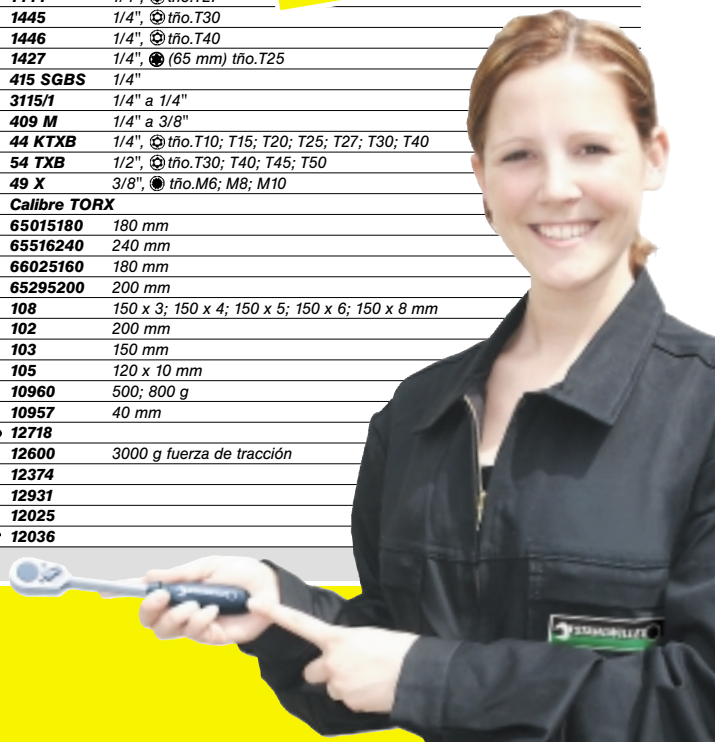 1445 1/4", tño.T30
1446 1/4", tño.T40
1427 1/4", (65 mm) tño.T25
415 SGBS 1/4"
3115/1 1/4" a 1/4"
409 M 1/4" a 3/8"
44 KTXB 1/4", tño.T10; T15; T20; T25; T27; T30; T40
54 TXB 1/2", tño.T30; T40; T45; T50
49 X 3/8", tño.M6; M8; M10
Calibre TORX
65015180 180 mm
65516240 240 mm
66025160 180 mm
65295200 200 mm
108 150 x 3; 150 x 4; 150 x 5; 150 x 6; 150 x 8 mm
102 200 mm
103 150 mm
105 120 x 10 mm
10960 500; 800 g
10957 40 mm
12718
12600 3000 g fuerza de tracción
12374
12931
12025
12036
STAHLWILLE